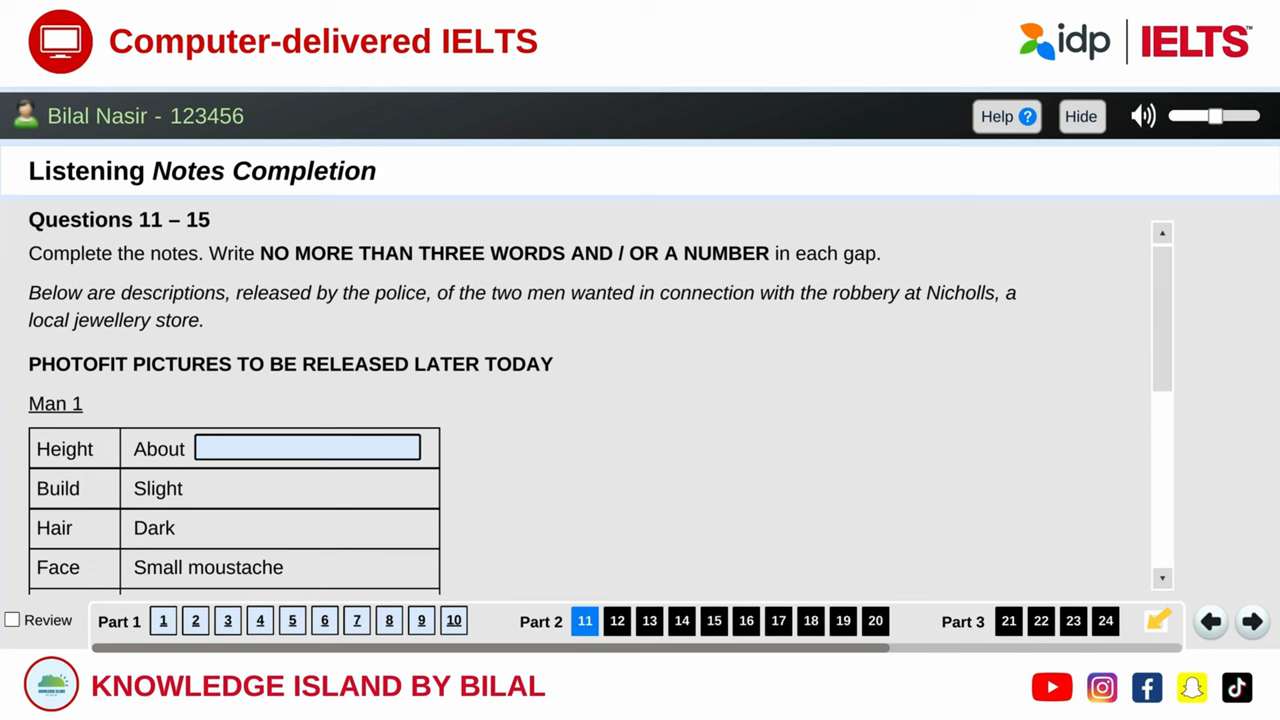 Computer-delivered IELTS
idp | IELTS™
Bilal Nasir - 123456
Help ?
Hide
Listening Notes Completion
Questions 11 – 15
Complete the notes. Write NO MORE THAN THREE WORDS AND / OR A NUMBER in each gap.
Below are descriptions, released by the police, of the two men wanted in connection with the robbery at Nicholls, a
local jewellery store.
PHOTOFIT PICTURES TO BE RELEASED LATER TODAY
Man 1
Height About
Build Slight
Hair Dark
Face Small moustache
Review Part 1 1 2 3 4 5 6 7 8 9 10 Part 2 11 12 13 14 15 16 17 18 19 20 Part 3 21 22 23 24
KNOWLEDGE ISLAND BY BILAL